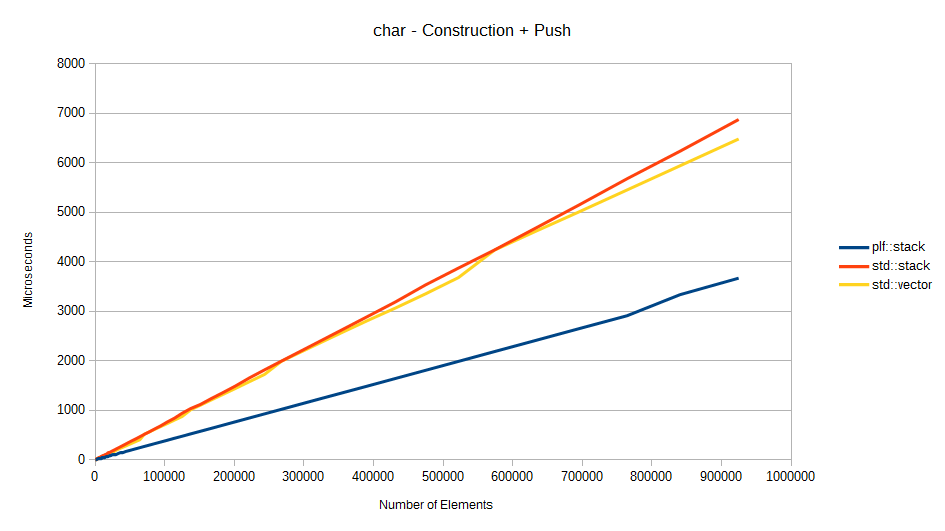 char - Construction + Push
8000
7000
6000
5000
4000
3000
2000
1000
0
Microseconds
0 100000 200000 300000 400000 500000 600000 700000 800000 900000 1000000
Number of Elements
plf::stack
std::stack
std::vector